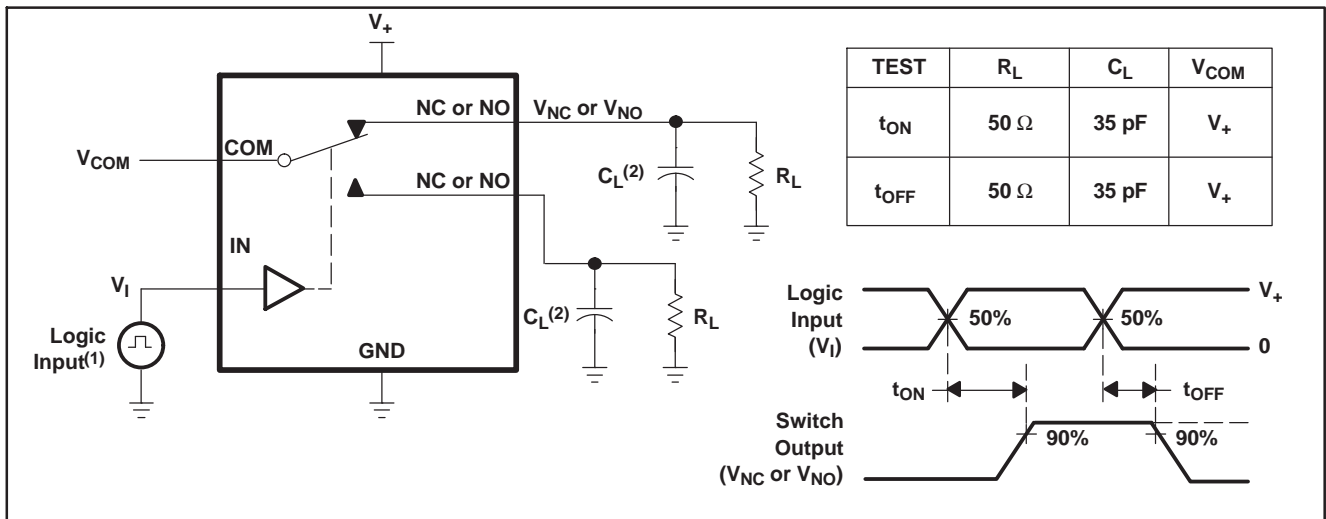 V+
NC or NO VNC or VNO
VCOM COM
CL(2) RL
NC or NO
IN
VI
CL(2) RL
Logic
Input(1)
GND
TEST RL CL VCOM
tON 50 Ω 35 pF V+
tOFF 50 Ω 35 pF V+
Logic
Input
(VI)
50% 50%
V+
0
tON tOFF
Switch
Output
(VNC or VNO)
90% 90%